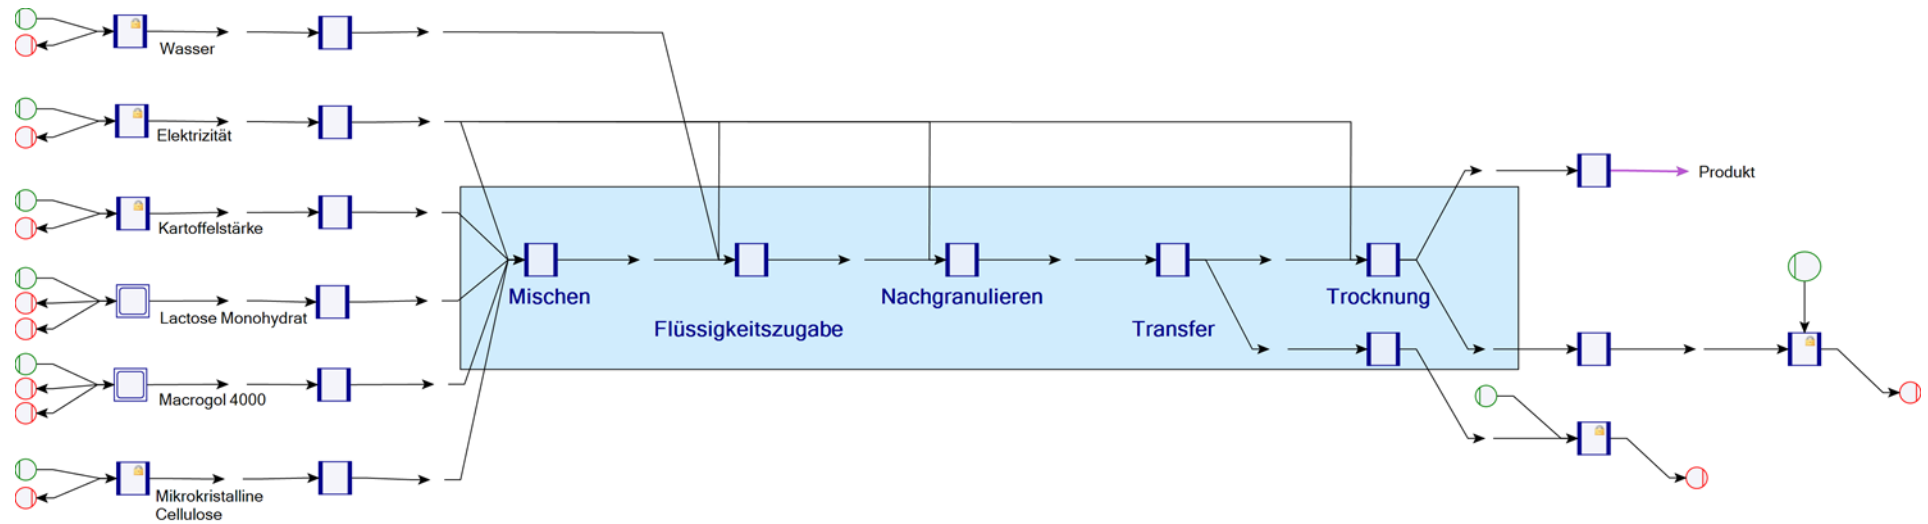 Wasser
Elektrizität
Produkt
Kartoffelstärke
Mischen
Nachgranulieren
Trocknung
Lactose Monohydrat
Flüssigkeitszugabe
Transfer
Macrogol 4000
Mikrokristalline
Cellulose